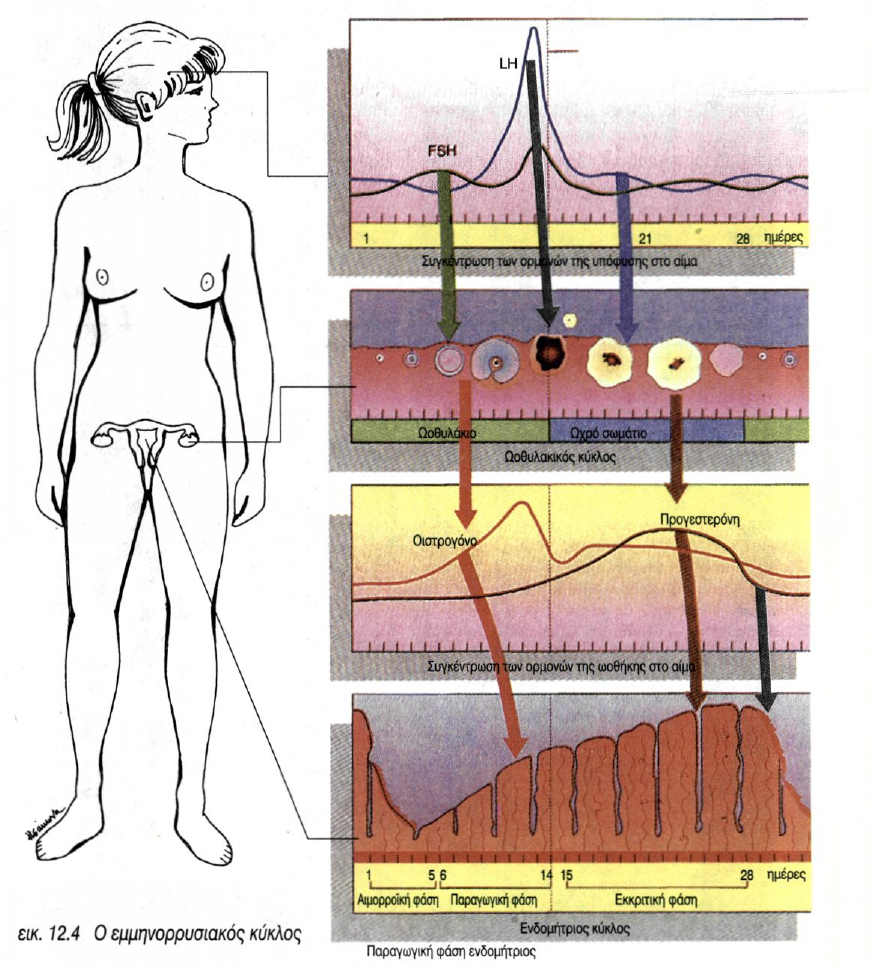 LH
FSH
1 21 28 ημέρες
Συγκέντρωση των ορμονών της υπόφυσης στο αίμα
Ωοθυλάκιο Ωχρό σωμάτιο
Ωοθυλακικός κύκλος
Προγεστερόνη
Οιστρογόνο
Συγκέντρωση των ορμονών της ωοθήκης στο αίμα
1 5 6 14 15 28 ημέρες
Αιμορροϊκή φάση Παραγωγική φάση Εκκριτική φάση
Ενδομήτριος κύκλος
εικ. 12.4 Ο εμμηνορρυσιακός κύκλος
Παραγωγική φάση ενδομήτριος